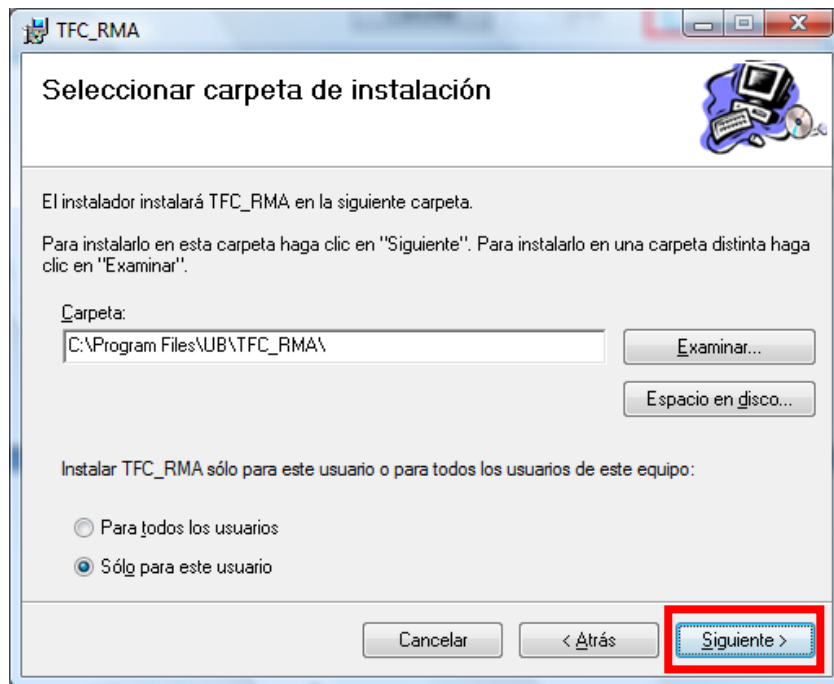 TFC_RMA
Seleccionar carpeta de instalación
El instalador instalará TFC_RMA en la siguiente carpeta.
Para instalarlo en esta carpeta haga clic en "Siguiente". Para instalarlo en una carpeta distinta haga
clic en "Examinar".
Carpeta:
C:\Program Files\UB\TFC_RMA\
Examinar...
Espacio en disco...
Instalar TFC_RMA sólo para este usuario o para todos los usuarios de este equipo:
Para todos los usuarios
Sólo para este usuario
Cancelar
< Atrás
Siguiente >